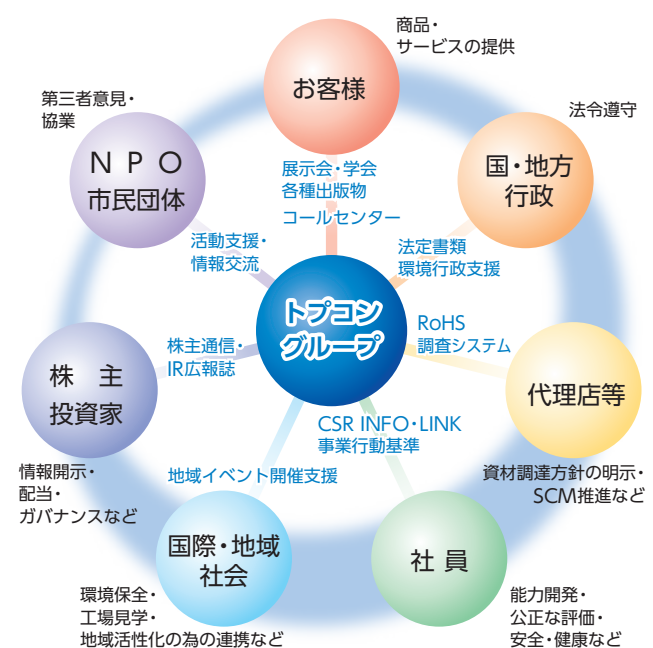 商品・
サービスの提供
お客様
第三者意見・
協業
法令遵守
NPO
市民団体
国・地方
行政
展示会・学会
各種出版物
コールセンター
活動支援・
情報交流
法定書類
環境行政支援
トプコン
グループ
RoHS
調査システム
株主通信・
IR広報誌
株 主
投資家
代理店等
CSR INFO・LINK
事業行動基準
情報開示・
配当・
ガバナンスなど
地域イベント開催支援
資材調達方針の明示・
SCM推進など
国際・地域
社会
社 員
環境保全・
工場見学・
地域活性化の為の連携など
能力開発・
公正な評価・
安全・健康など